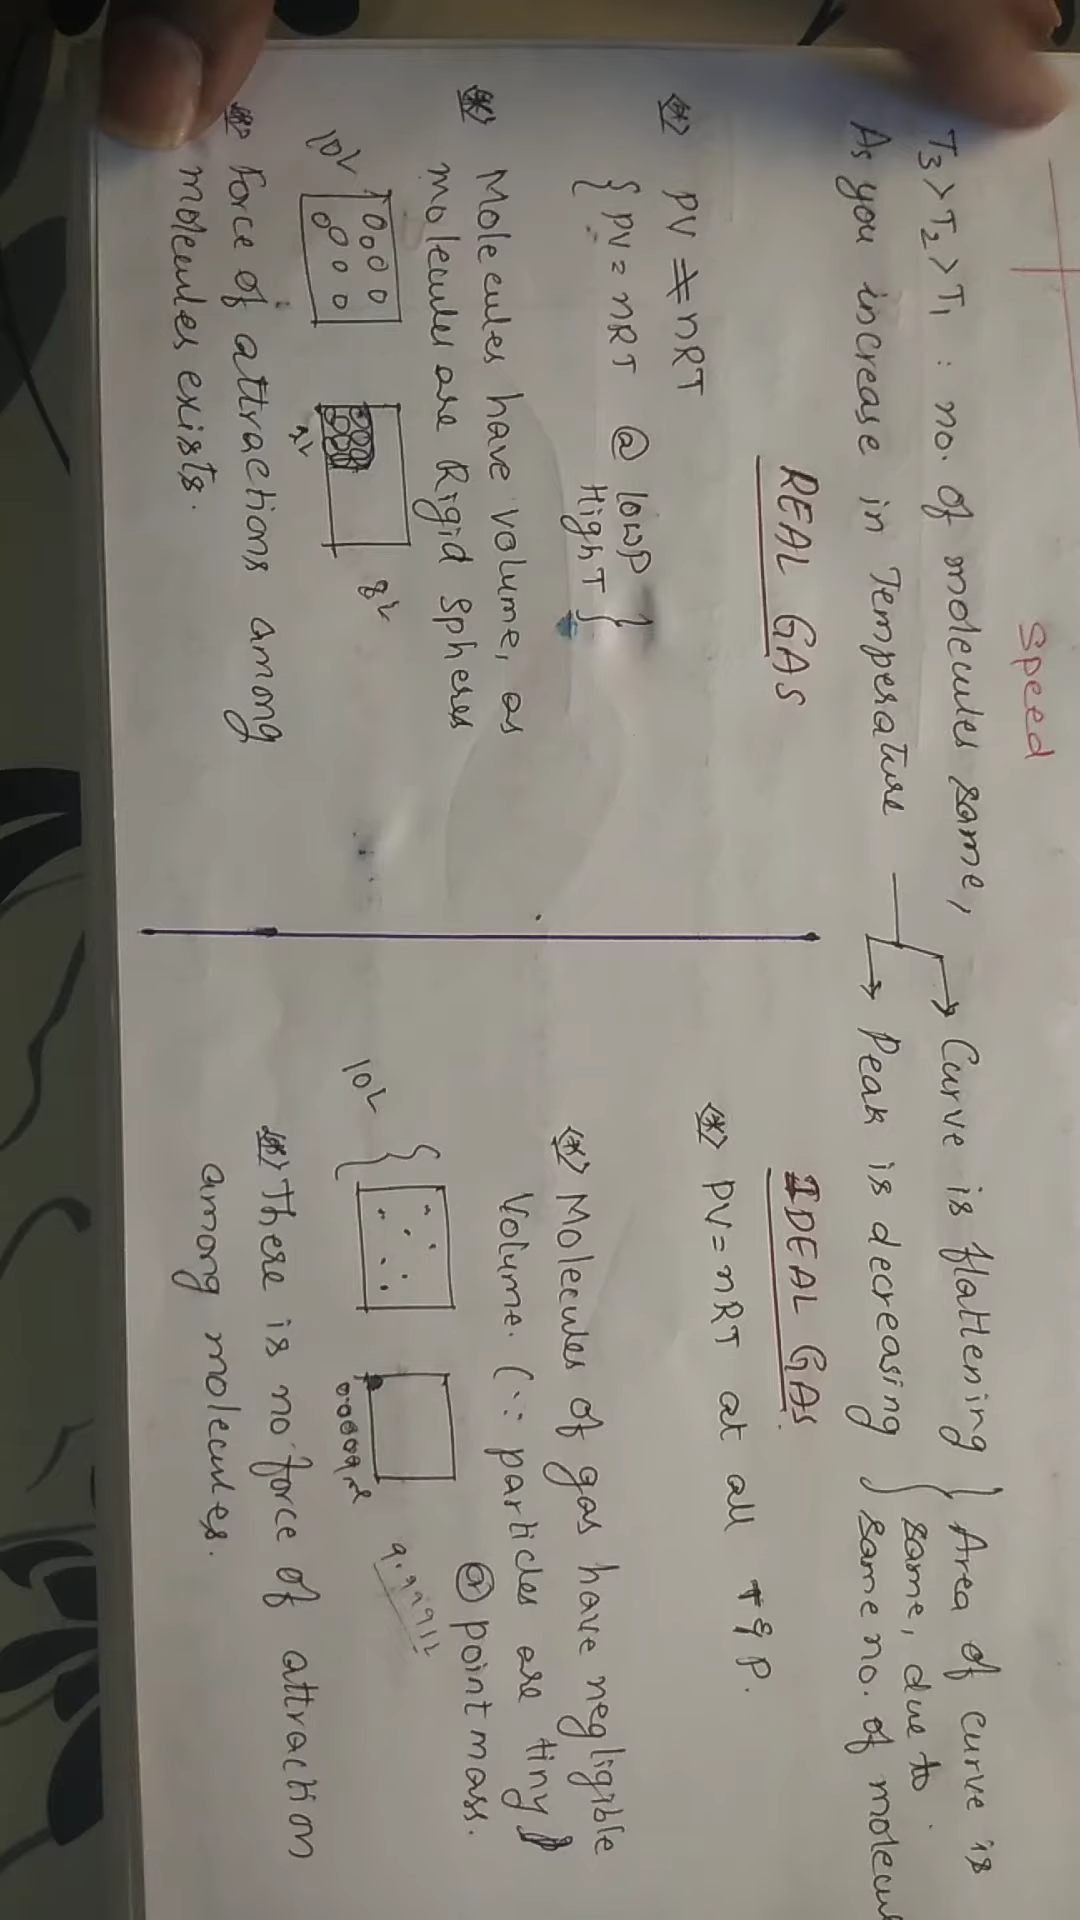 Speed
T3 > T2 > T1 : no. of molecules same,
As you increase in Temperature
→ Curve is flattening
→ Peak is decreasing
Area of curve is
same, due to
same no. of molecul
REAL GAS
PV ≠ nRT
{ PV = nRT @ low P
High T }
Molecules have volume, as
molecules are Rigid spheres
10L
2L
8L
Force of attractions among
molecules exists.
IDEAL GAS.
PV = nRT at all T & P.
Molecules of gas have negligible
Volume. (∵ particles are tiny
or point mass.
10L
There is no force of attraction
among molecules.